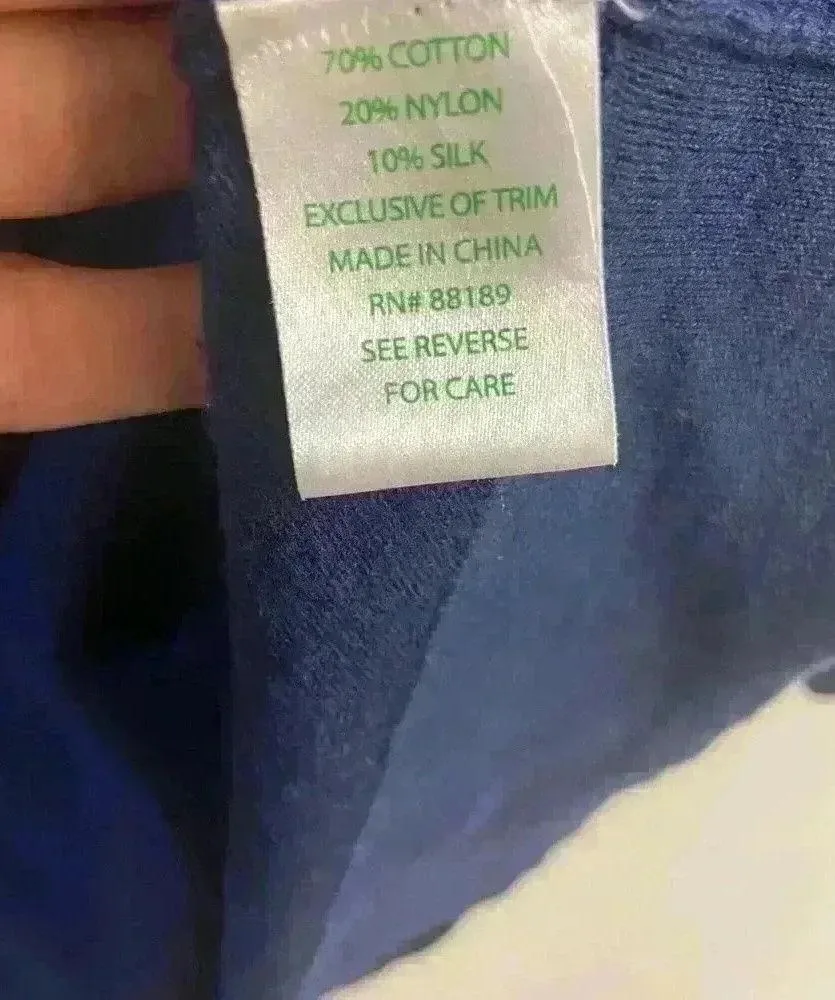 70% COTTON
20% NYLON
10% SILK
EXCLUSIVE OF TRIM
MADE IN CHINA
RN# 88189
SEE REVERSE
FOR CARE